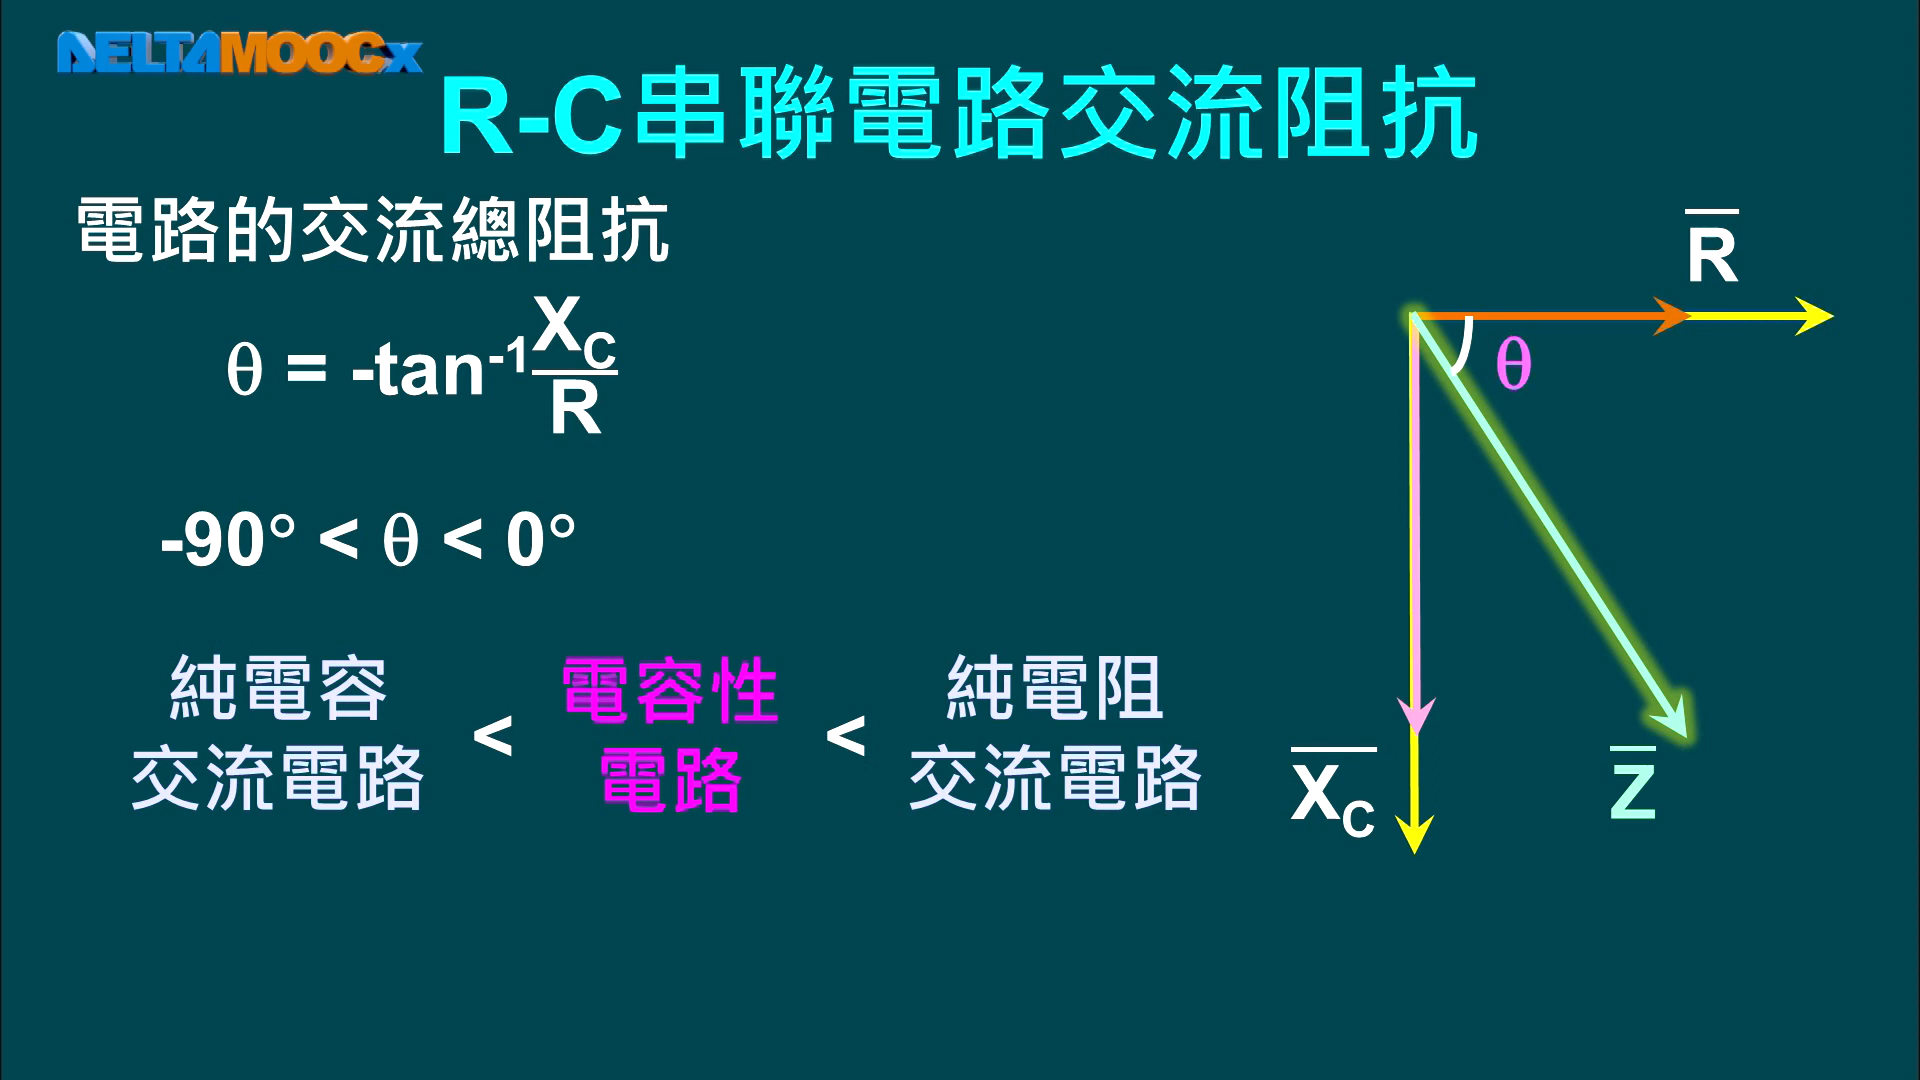 DELTAMOOCx
R-C串聯電路交流阻抗
電路的交流總阻抗
θ = -tan⁻¹ X_C / R
-90° < θ < 0°
純電容 交流電路 < 電容性 電路 < 純電阻 交流電路
R̅
θ
X̅_C
Z̅